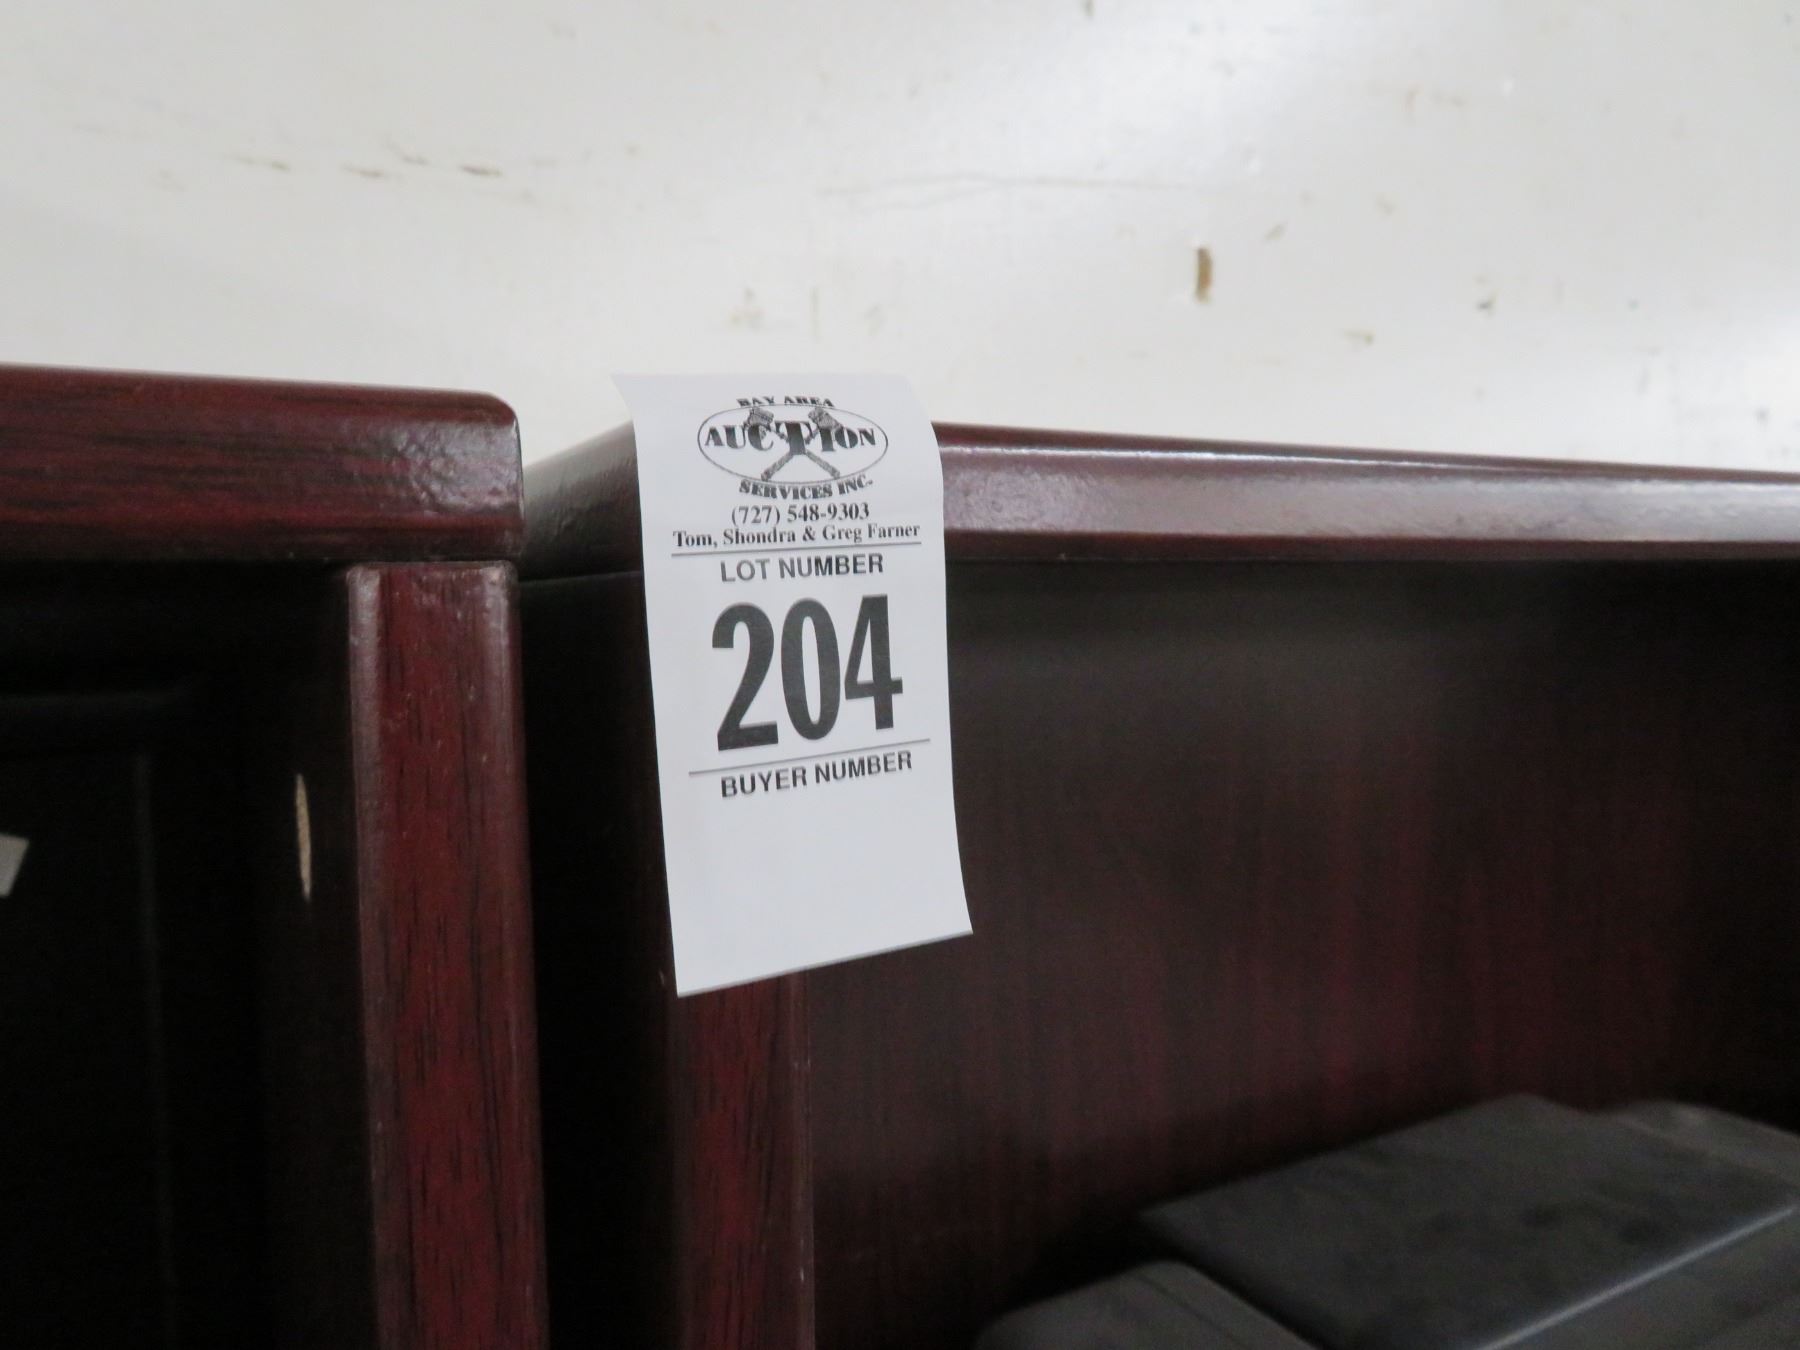 BAY AREA
AUCTION
SERVICES INC.
(727) 548-9303
Tom, Shondra & Greg Farner
LOT NUMBER
204
BUYER NUMBER